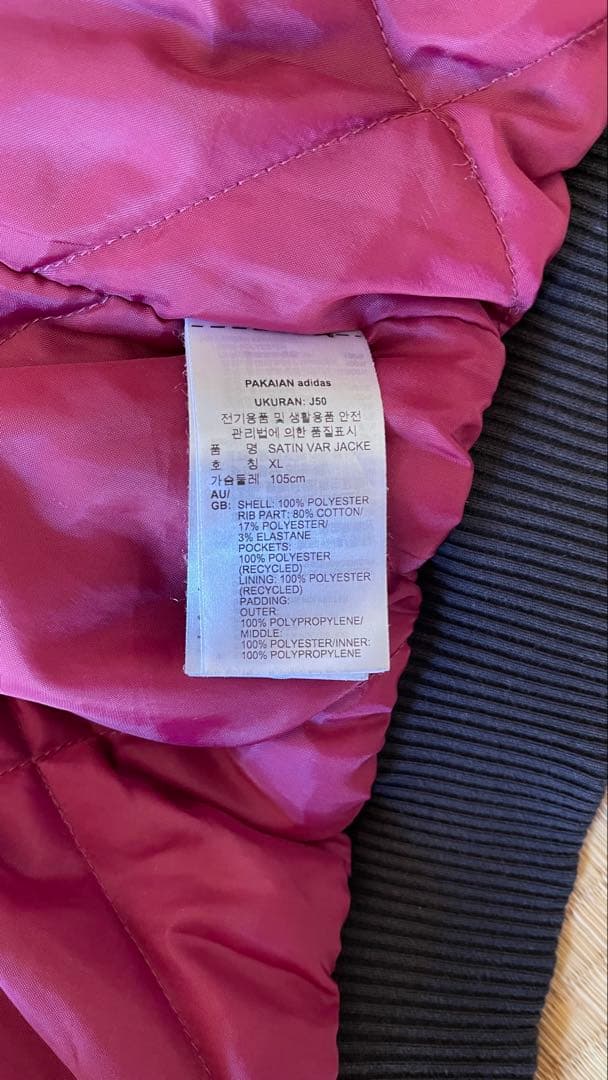 PAKAIAN adidas
UKURAN: J50
전기용품 및 생활용품 안전
관리법에 의한 품질표시
품 명 SATIN VAR JACKE
호 칭 XL
가슴둘레 105cm
AU/
GB: SHELL: 100% POLYESTER
RIB PART: 80% COTTON/
17% POLYESTER/
3% ELASTANE
POCKETS:
100% POLYESTER
(RECYCLED)
LINING: 100% POLYESTER
(RECYCLED)
PADDING:
OUTER:
100% POLYPROPYLENE/
MIDDLE:
100% POLYESTER/INNER:
100% POLYPROPYLENE